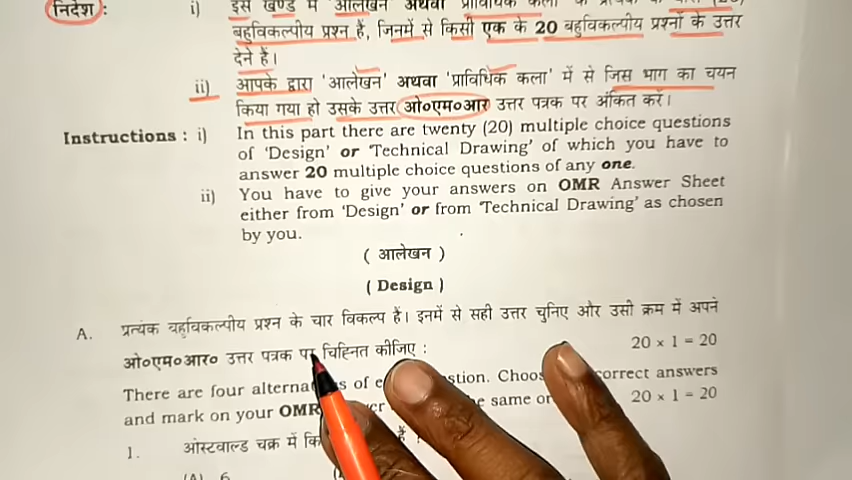 निर्देश : i) इस खण्ड में आलेखन अथवा प्राविधिक कला
बहुविकल्पीय प्रश्न हैं, जिनमें से किसी एक के 20 बहुविकल्पीय प्रश्नों के उत्तर
देने हैं।
ii) आपके द्वारा 'आलेखन' अथवा 'प्राविधिक कला' में से जिस भाग का चयन
किया गया हो उसके उत्तर ओ०एम०आर उत्तर पत्रक पर अंकित करें।
Instructions : i) In this part there are twenty (20) multiple choice questions
of 'Design' or 'Technical Drawing' of which you have to
answer 20 multiple choice questions of any one.
ii) You have to give your answers on OMR Answer Sheet
either from 'Design' or from 'Technical Drawing' as chosen
by you.
( आलेखन )
( Design )
A. प्रत्येक बहुविकल्पीय प्रश्न के चार विकल्प हैं। इनमें से सही उत्तर चुनिए और उसी क्रम में अपने
ओ०एम०आर० उत्तर पत्रक पर चिह्नित कीजिए : 20 x 1 = 20
There are four of Choos correct answers
and mark on your OMR the same 20 x 1 = 20
1. ओस्टवाल्ड चक्र में
(A) 6